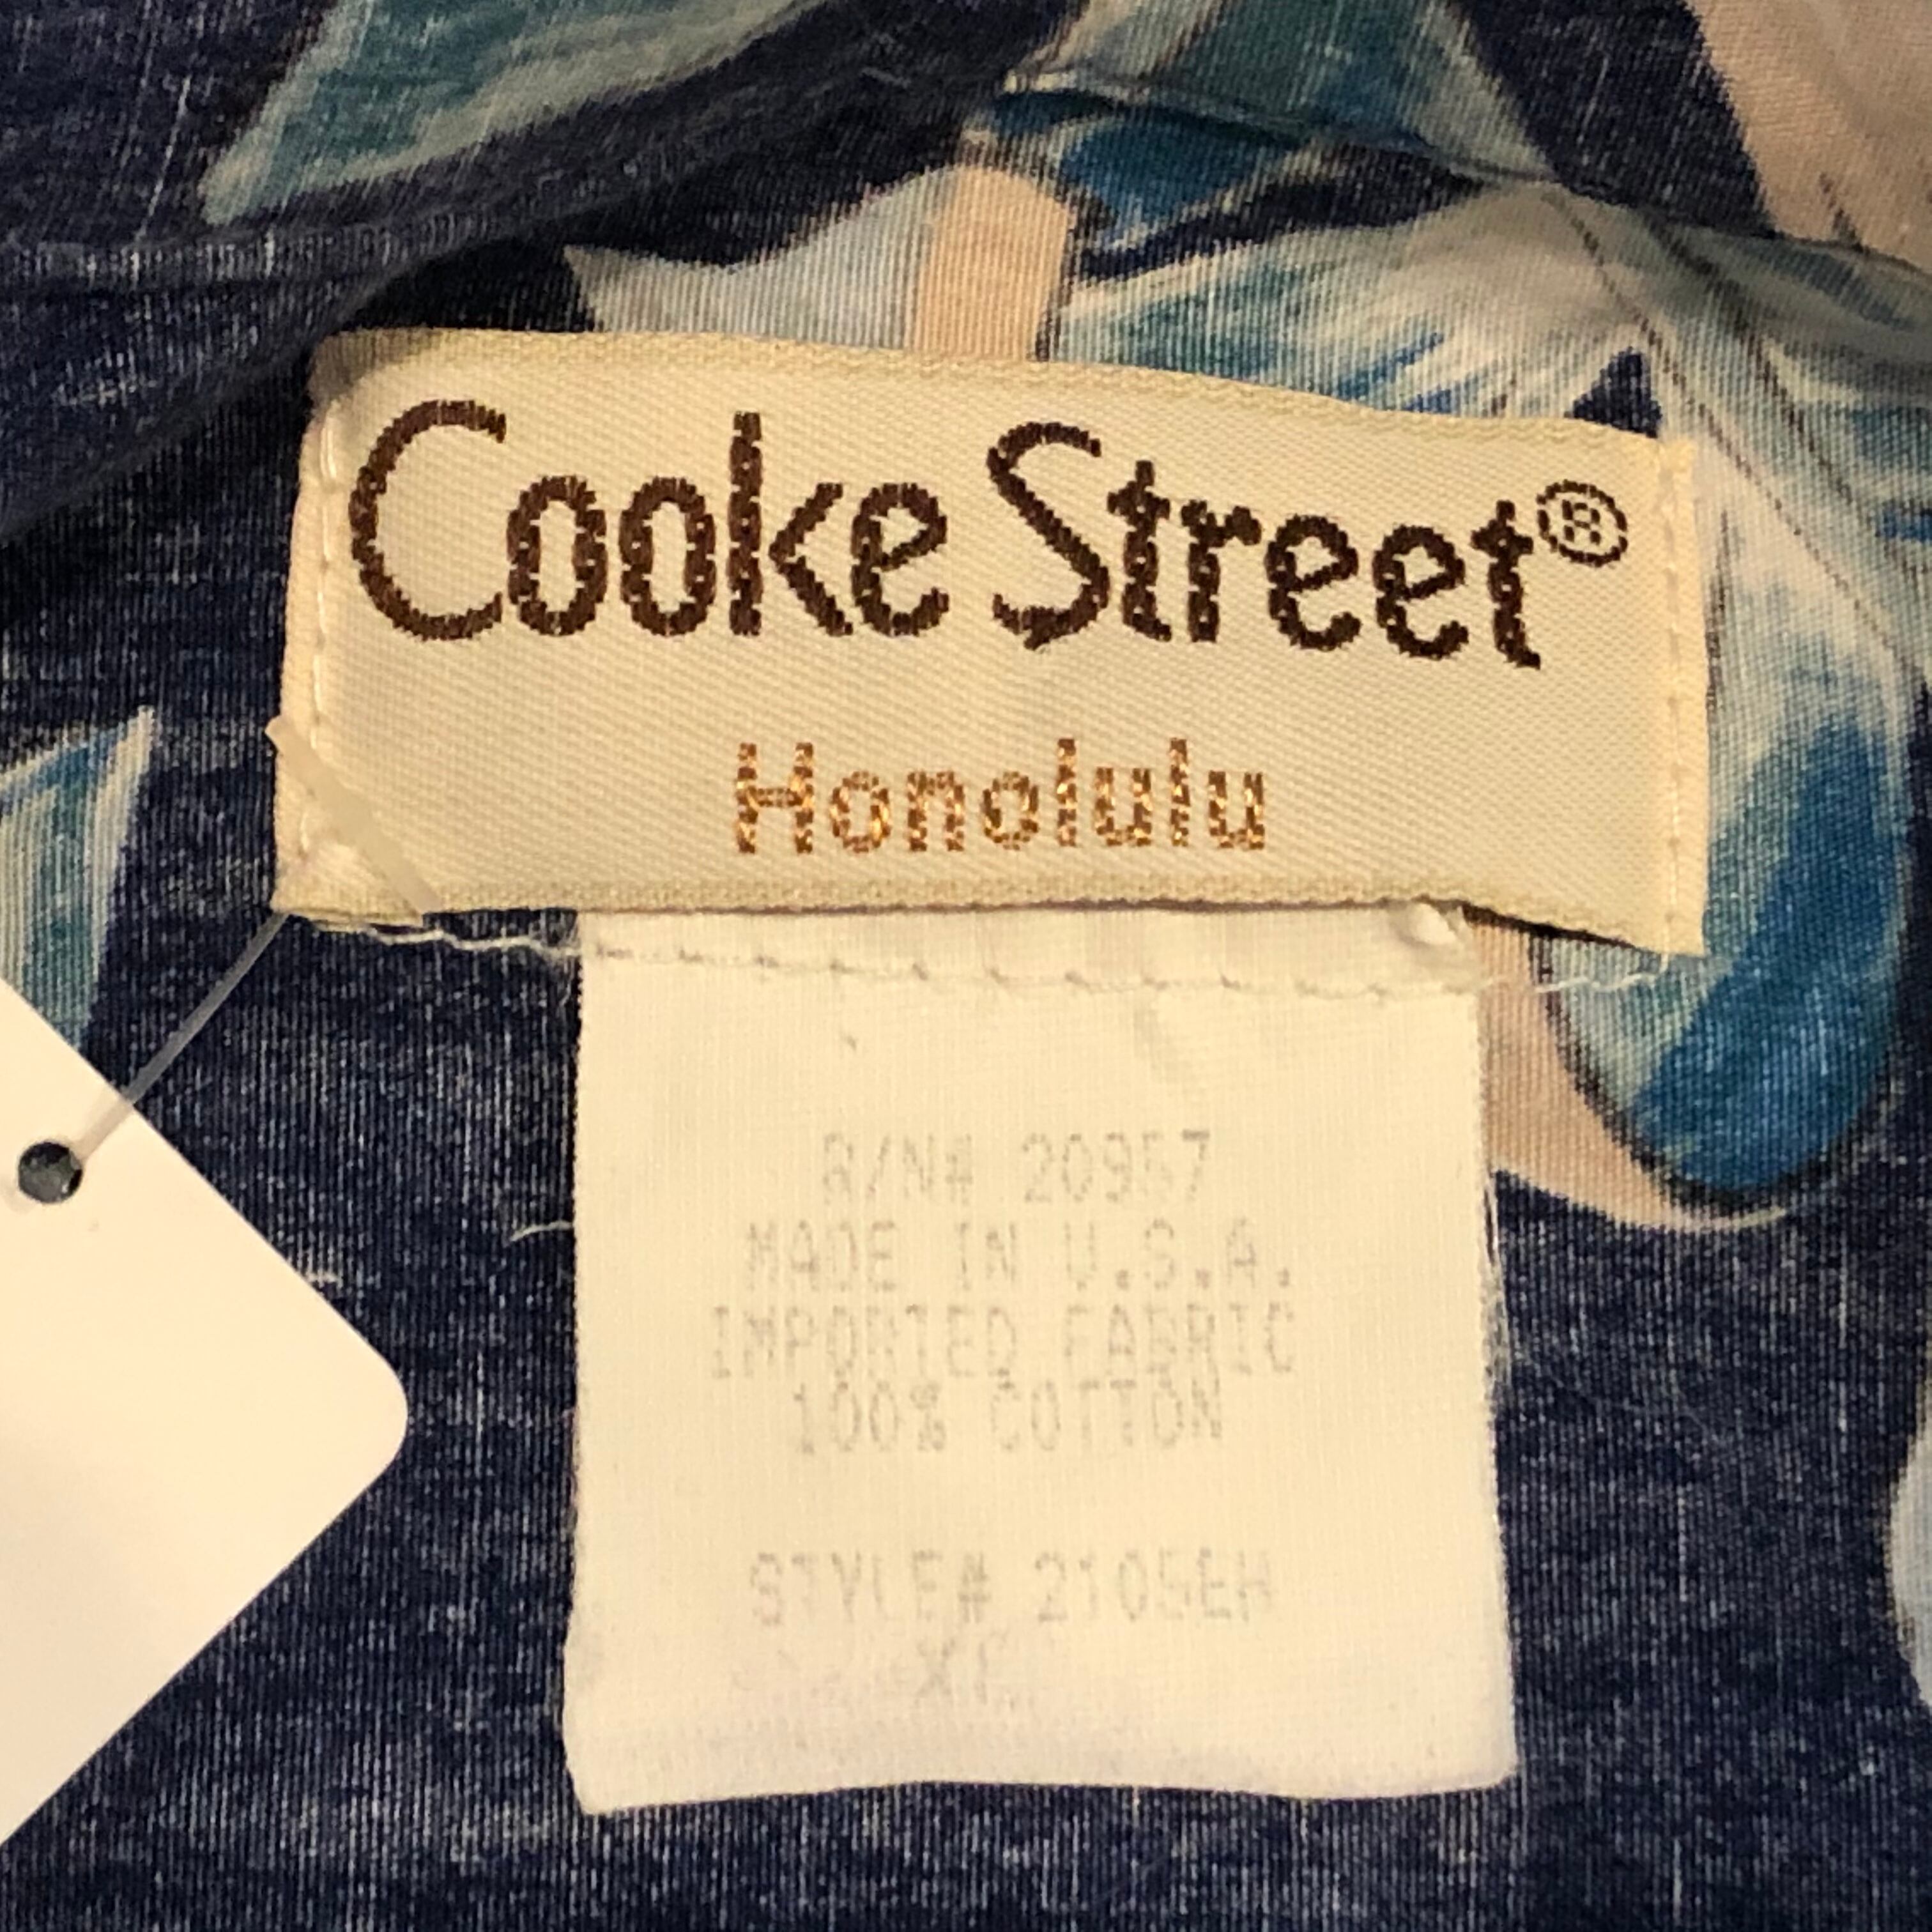 Cooke Street®
Honolulu
R/N# 20957
MADE IN U.S.A.
IMPORTED FABRIC
100% COTTON
STYLE# 2105EH
XL